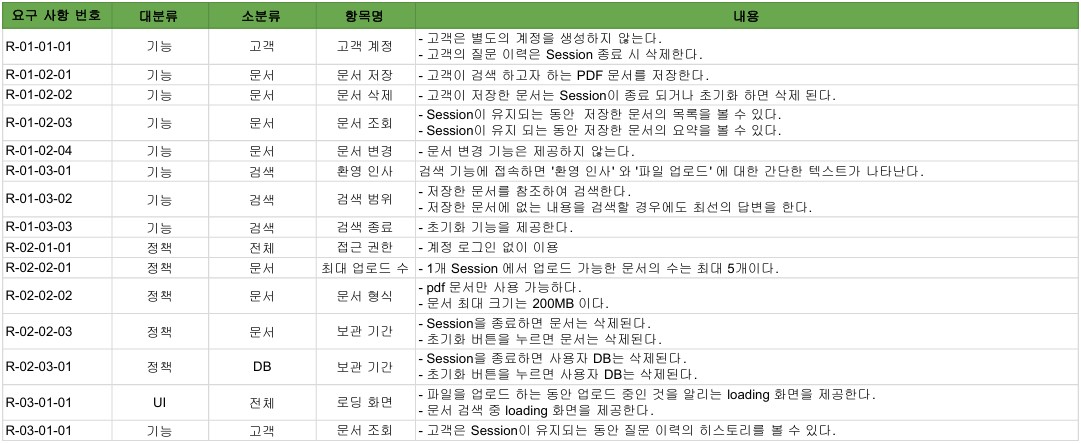 요구 사항 번호 대분류 소분류 항목명 내용
R-01-01-01 기능 고객 고객 계정 - 고객은 별도의 계정을 생성하지 않는다.
- 고객의 질문 이력은 Session 종료 시 삭제한다.
R-01-02-01 기능 문서 문서 저장 - 고객이 검색 하고자 하는 PDF 문서를 저장한다.
R-01-02-02 기능 문서 문서 삭제 - 고객이 저장한 문서는 Session이 종료 되거나 초기화 하면 삭제 된다.
R-01-02-03 기능 문서 문서 조회 - Session이 유지되는 동안 저장한 문서의 목록을 볼 수 있다.
- Session이 유지 되는 동안 저장한 문서의 요약을 볼 수 있다.
R-01-02-04 기능 문서 문서 변경 - 문서 변경 기능은 제공하지 않는다.
R-01-03-01 기능 검색 환영 인사 검색 기능에 접속하면 '환영 인사' 와 '파일 업로드' 에 대한 간단한 텍스트가 나타난다.
R-01-03-02 기능 검색 검색 범위 - 저장한 문서를 참조하여 검색한다.
- 저장한 문서에 없는 내용을 검색할 경우에도 최선의 답변을 한다.
R-01-03-03 기능 검색 검색 종료 - 초기화 기능을 제공한다.
R-02-01-01 정책 전체 접근 권한 - 계정 로그인 없이 이용
R-02-02-01 정책 문서 최대 업로드 수 - 1개 Session 에서 업로드 가능한 문서의 수는 최대 5개이다.
R-02-02-02 정책 문서 문서 형식 - pdf 문서만 사용 가능하다.
- 문서 최대 크기는 200MB 이다.
R-02-02-03 정책 문서 보관 기간 - Session을 종료하면 문서는 삭제된다.
- 초기화 버튼을 누르면 문서는 삭제된다.
R-02-03-01 정책 DB 보관 기간 - Session을 종료하면 사용자 DB는 삭제된다.
- 초기화 버튼을 누르면 사용자 DB는 삭제된다.
R-03-01-01 UI 전체 로딩 화면 - 파일을 업로드 하는 동안 업로드 중인 것을 알리는 loading 화면을 제공한다.
- 문서 검색 중 loading 화면을 제공한다.
R-03-01-01 기능 고객 문서 조회 - 고객은 Session이 유지되는 동안 질문 이력의 히스토리를 볼 수 있다.